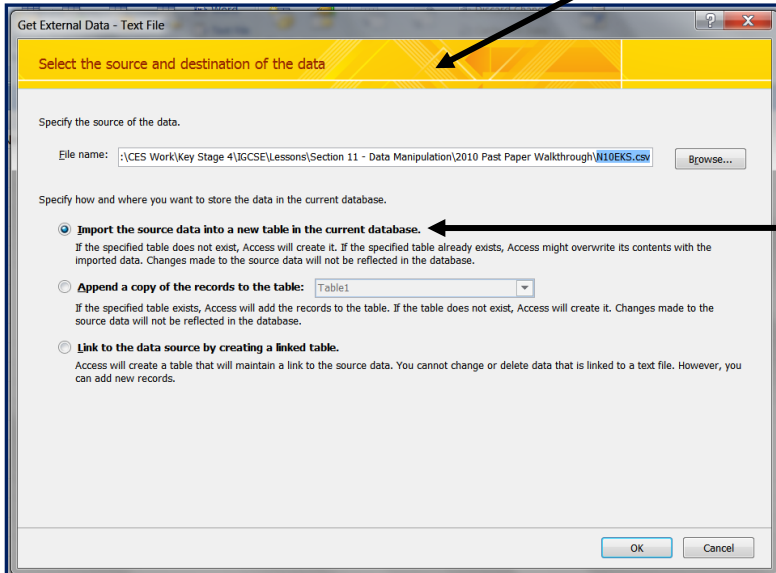 Get External Data - Text File
Select the source and destination of the data
Specify the source of the data.
File name: :\CES Work\Key Stage 4\IGCSE\Lessons\Section 11 - Data Manipulation\2010 Past Paper Walkthrough\N10EKS.csv Browse...
Specify how and where you want to store the data in the current database.
Import the source data into a new table in the current database.
If the specified table does not exist, Access will create it. If the specified table already exists, Access might overwrite its contents with the
imported data. Changes made to the source data will not be reflected in the database.
Append a copy of the records to the table: Table1
If the specified table exists, Access will add the records to the table. If the table does not exist, Access will create it. Changes made to the
source data will not be reflected in the database.
Link to the data source by creating a linked table.
Access will create a table that will maintain a link to the source data. You cannot change or delete data that is linked to a text file. However, you
can add new records.
OK Cancel